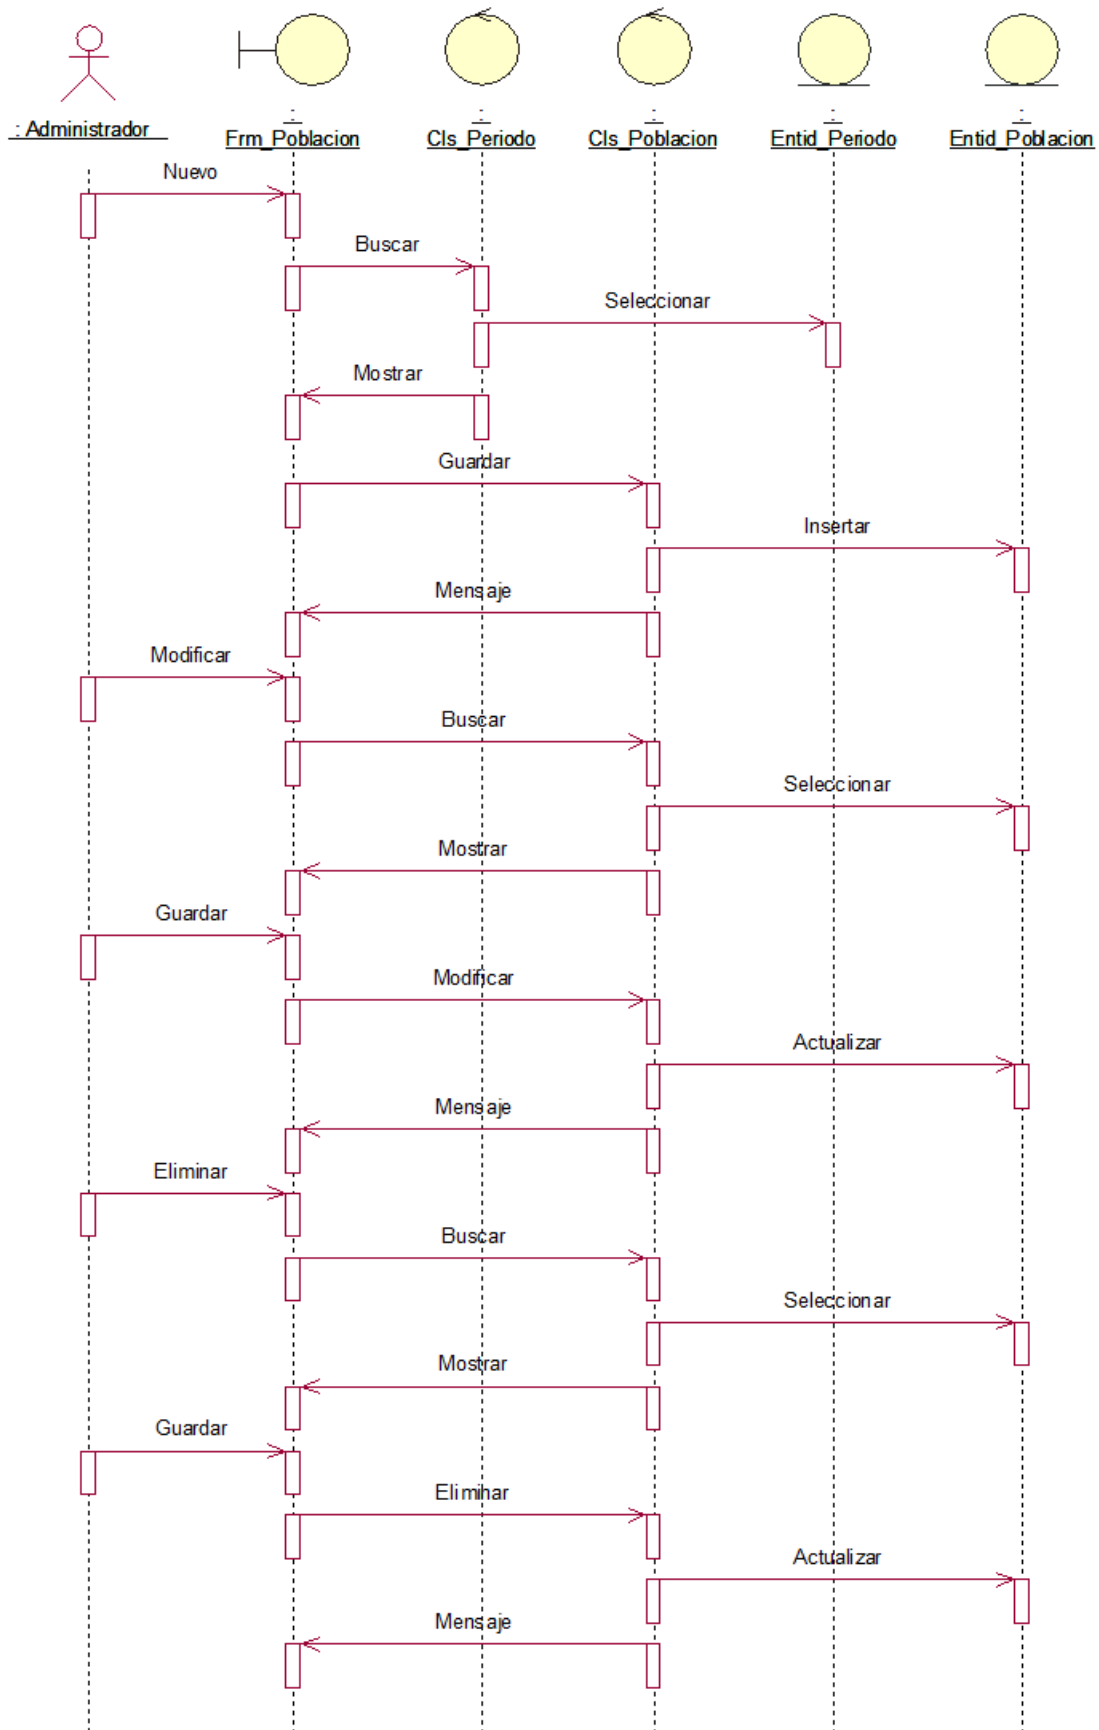 : Administrador
:
Frm_Poblacion
:
Cls_Periodo
:
Cls_Poblacion
:
Entid_Periodo
:
Entid_Poblacion
Nuevo
Buscar
Seleccionar
Mostrar
Guardar
Insertar
Mensaje
Modificar
Buscar
Seleccionar
Mostrar
Guardar
Modificar
Actualizar
Mensaje
Eliminar
Buscar
Seleccionar
Mostrar
Guardar
Eliminar
Actualizar
Mensaje